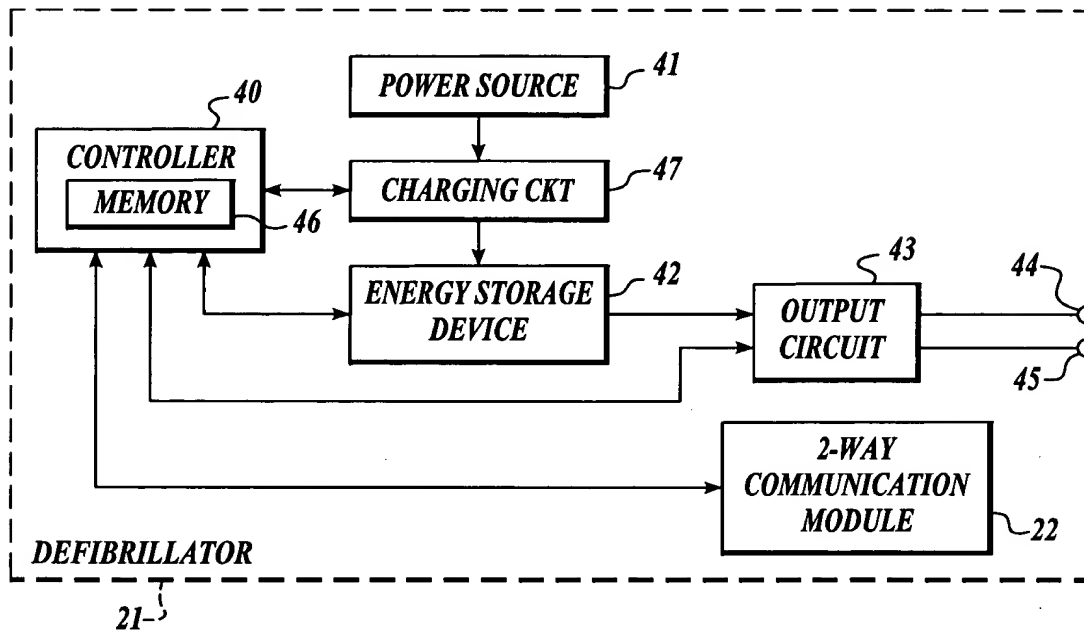 41
POWER SOURCE
40
CONTROLLER
MEMORY
46
CHARGING CKT
47
ENERGY STORAGE
DEVICE
42
43
OUTPUT
CIRCUIT
44
45
2-WAY
COMMUNICATION
MODULE
22
DEFIBRILLATOR
21